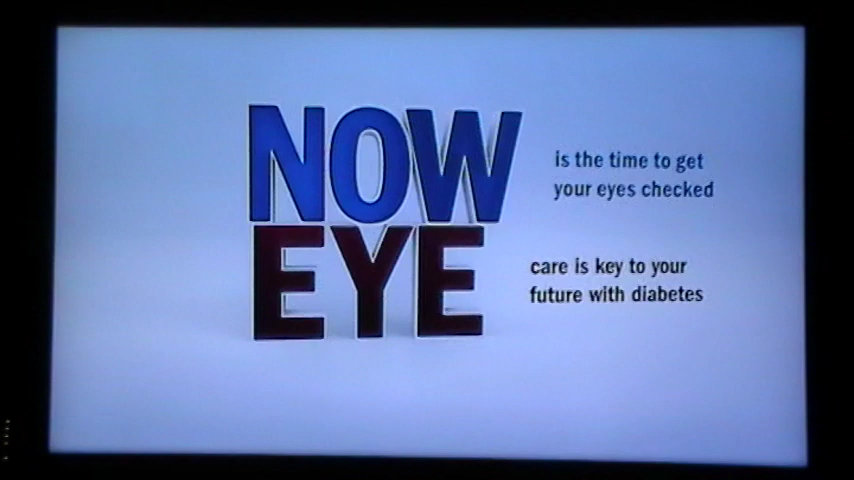 NOW
is the time to get
your eyes checked
EYE
care is key to your
future with diabetes